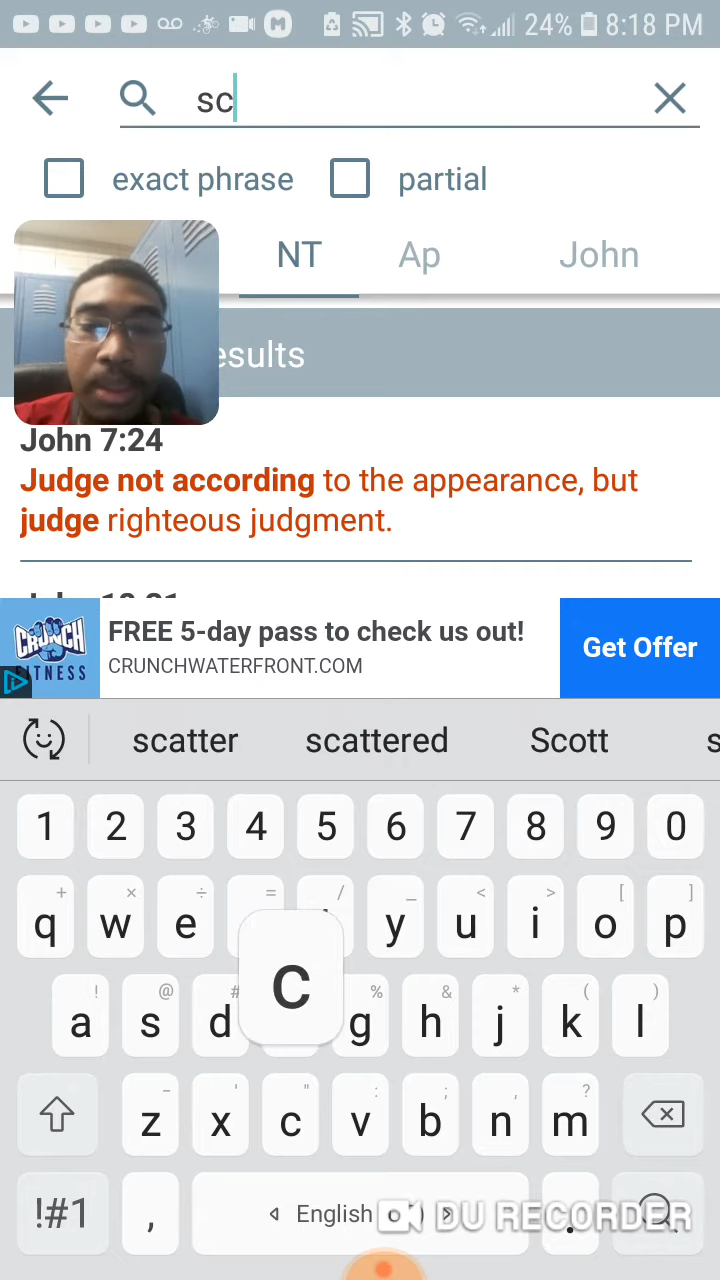 24% 8:18 PM
sc
exact phrase partial
NT Ap John
esults
John 7:24
Judge not according to the appearance, but
judge righteous judgment.
CRUNCH
FITNESS
FREE 5-day pass to check us out!
CRUNCHWATERFRONT.COM
Get Offer
scatter scattered Scott s
1 2 3 4 5 6 7 8 9 0
+ × ÷ = / _ < > [ ]
q w e y u i o p
! @ # % & * ( )
a s d c g h j k l
- ' " : ; , ?
z x c v b n m
!#1 , English .
DU RECORDER